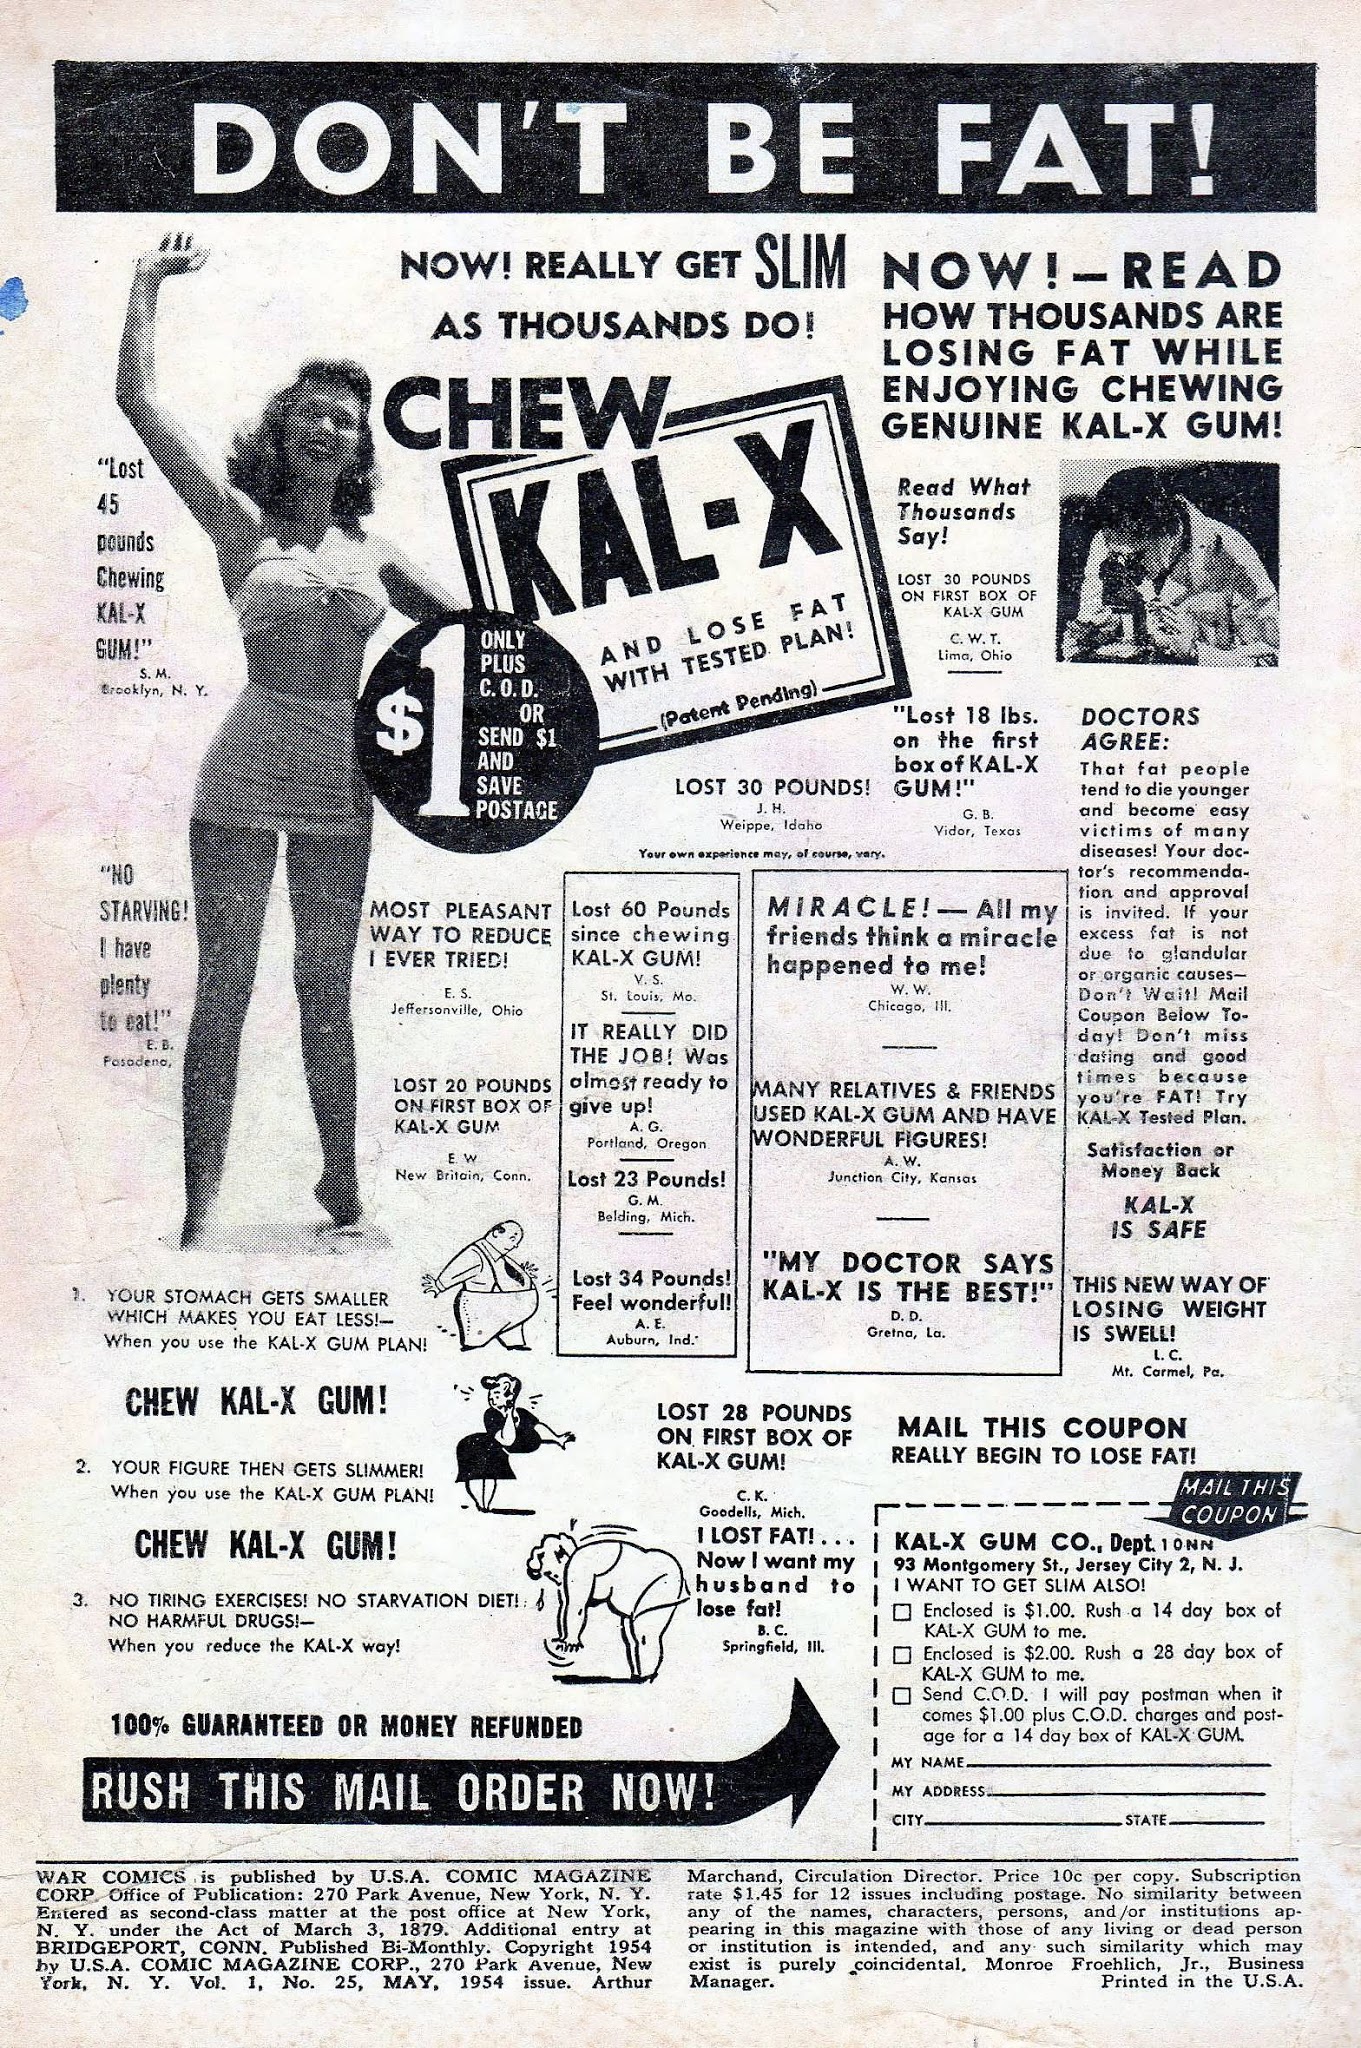 DON'T BE FAT!
NOW! REALLY GET SLIM
AS THOUSANDS DO!
CHEW
KAL-X
AND LOSE FAT
WITH TESTED PLAN!
(Patent Pending)
$1
ONLY
PLUS
C.O.D.
OR
SEND $1
AND
SAVE
POSTAGE
"Lost
45
pounds
Chewing
KAL-X
GUM!"
S. M.
Brooklyn, N. Y.
"NO
STARVING!
I have
plenty
to eat!"
E. B.
Pasadena,
NOW!—READ
HOW THOUSANDS ARE
LOSING FAT WHILE
ENJOYING CHEWING
GENUINE KAL-X GUM!
Read What
Thousands
Say!
LOST 30 POUNDS
ON FIRST BOX OF
KAL-X GUM
C. W. T.
Lima, Ohio
"Lost 18 lbs.
on the first
box of KAL-X
GUM!"
G. B.
Vidor, Texas
LOST 30 POUNDS!
J. H.
Weippe, Idaho
Your own experience may, of course, vary.
DOCTORS
AGREE:
That fat people
tend to die younger
and become easy
victims of many
diseases! Your doc-
tor's recommenda-
tion and approval
is invited. If your
excess fat is not
due to glandular
or organic causes—
Don't Wait! Mail
Coupon Below To-
day! Don't miss
dating and good
times because
you're FAT! Try
KAL-X Tested Plan.
Satisfaction or
Money Back
KAL-X
IS SAFE
THIS NEW WAY OF
LOSING WEIGHT
IS SWELL!
L. C.
Mt. Carmel, Pa.
MOST PLEASANT
WAY TO REDUCE
I EVER TRIED!
E. S.
Jeffersonville, Ohio
LOST 20 POUNDS
ON FIRST BOX OF
KAL-X GUM
E. W
New Britain, Conn.
Lost 60 Pounds
since chewing
KAL-X GUM!
V. S.
St. Louis, Mo.
IT REALLY DID
THE JOB! Was
almost ready to
give up!
A. G.
Portland, Oregon
Lost 23 Pounds!
G. M.
Belding, Mich.
Lost 34 Pounds!
Feel wonderful!
A. E.
Auburn, Ind.
MIRACLE!— All my
friends think a miracle
happened to me!
W. W.
Chicago, Ill.
MANY RELATIVES & FRIENDS
USED KAL-X GUM AND HAVE
WONDERFUL FIGURES!
A. W.
Junction City, Kansas
"MY DOCTOR SAYS
KAL-X IS THE BEST!"
D. D.
Gretna, La.
1. YOUR STOMACH GETS SMALLER
WHICH MAKES YOU EAT LESS!—
When you use the KAL-X GUM PLAN!
CHEW KAL-X GUM!
2. YOUR FIGURE THEN GETS SLIMMER!
When you use the KAL-X GUM PLAN!
CHEW KAL-X GUM!
3. NO TIRING EXERCISES! NO STARVATION DIET!
NO HARMFUL DRUGS!—
When you reduce the KAL-X way!
LOST 28 POUNDS
ON FIRST BOX OF
KAL-X GUM!
C. K.
Goodells, Mich.
I LOST FAT!...
Now I want my
husband to
lose fat!
B. C.
Springfield, Ill.
100% GUARANTEED OR MONEY REFUNDED
RUSH THIS MAIL ORDER NOW!
MAIL THIS COUPON
REALLY BEGIN TO LOSE FAT!
MAIL THIS
COUPON
KAL-X GUM CO., Dept. 10NN
93 Montgomery St., Jersey City 2, N. J.
I WANT TO GET SLIM ALSO!
Enclosed is $1.00. Rush a 14 day box of
KAL-X GUM to me.
Enclosed is $2.00. Rush a 28 day box of
KAL-X GUM to me.
Send C.O.D. I will pay postman when it
comes $1.00 plus C.O.D. charges and post-
age for a 14 day box of KAL-X GUM.
MY NAME
MY ADDRESS
CITY STATE
WAR COMICS is published by U.S.A. COMIC MAGAZINE
CORP. Office of Publication: 270 Park Avenue, New York, N. Y.
Entered as second-class matter at the post office at New York,
N. Y. under the Act of March 3, 1879. Additional entry at
BRIDGEPORT, CONN. Published Bi-Monthly. Copyright 1954
by U.S.A. COMIC MAGAZINE CORP., 270 Park Avenue, New
York, N. Y. Vol. 1, No. 25, MAY, 1954 issue. Arthur
Marchand, Circulation Director. Price 10c per copy. Subscription
rate $1.45 for 12 issues including postage. No similarity between
any of the names, characters, persons, and/or institutions ap-
pearing in this magazine with those of any living or dead person
or institution is intended, and any such similarity which may
exist is purely coincidental. Monroe Froehlich, Jr., Business
Manager. Printed in the U.S.A.